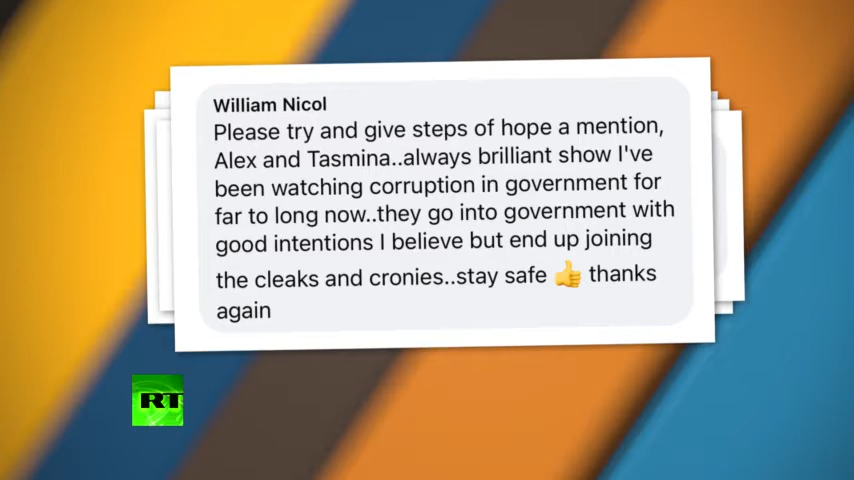 William Nicol
Please try and give steps of hope a mention,
Alex and Tasmina..always brilliant show I've
been watching corruption in government for
far to long now..they go into government with
good intentions I believe but end up joining
the cleaks and cronies..stay safe 👍 thanks
again
RT